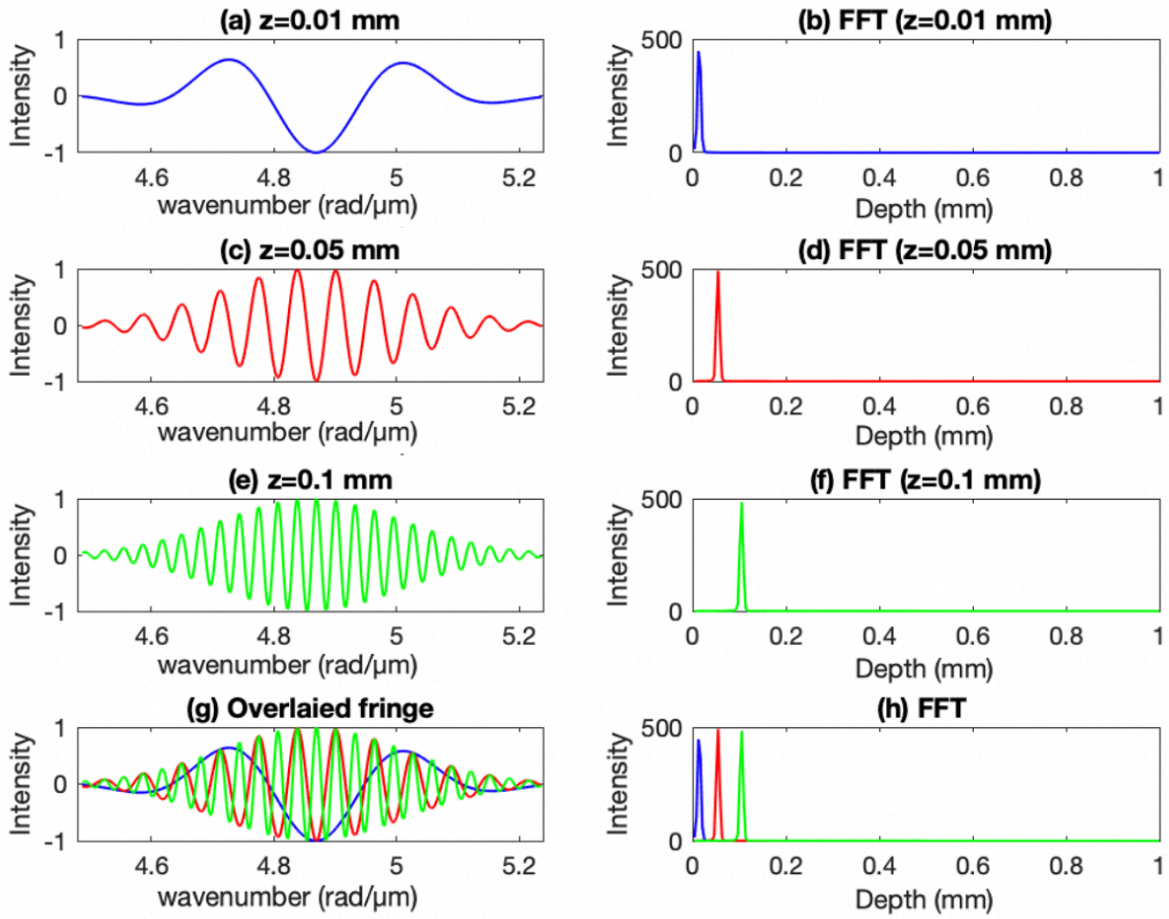 (a) z=0.01 mm
1
0
-1
Intensity
4.6 4.8 5 5.2
wavenumber (rad/µm)
(b) FFT (z=0.01 mm)
500
0
Intensity
0 0.2 0.4 0.6 0.8 1
Depth (mm)
(c) z=0.05 mm
1
0
-1
Intensity
4.6 4.8 5 5.2
wavenumber (rad/µm)
(d) FFT (z=0.05 mm)
500
0
Intensity
0 0.2 0.4 0.6 0.8 1
Depth (mm)
(e) z=0.1 mm
1
0
-1
Intensity
4.6 4.8 5 5.2
wavenumber (rad/µm)
(f) FFT (z=0.1 mm)
500
0
Intensity
0 0.2 0.4 0.6 0.8 1
Depth (mm)
(g) Overlaied fringe
1
0
-1
Intensity
4.6 4.8 5 5.2
wavenumber (rad/µm)
(h) FFT
500
0
Intensity
0 0.2 0.4 0.6 0.8 1
Depth (mm)